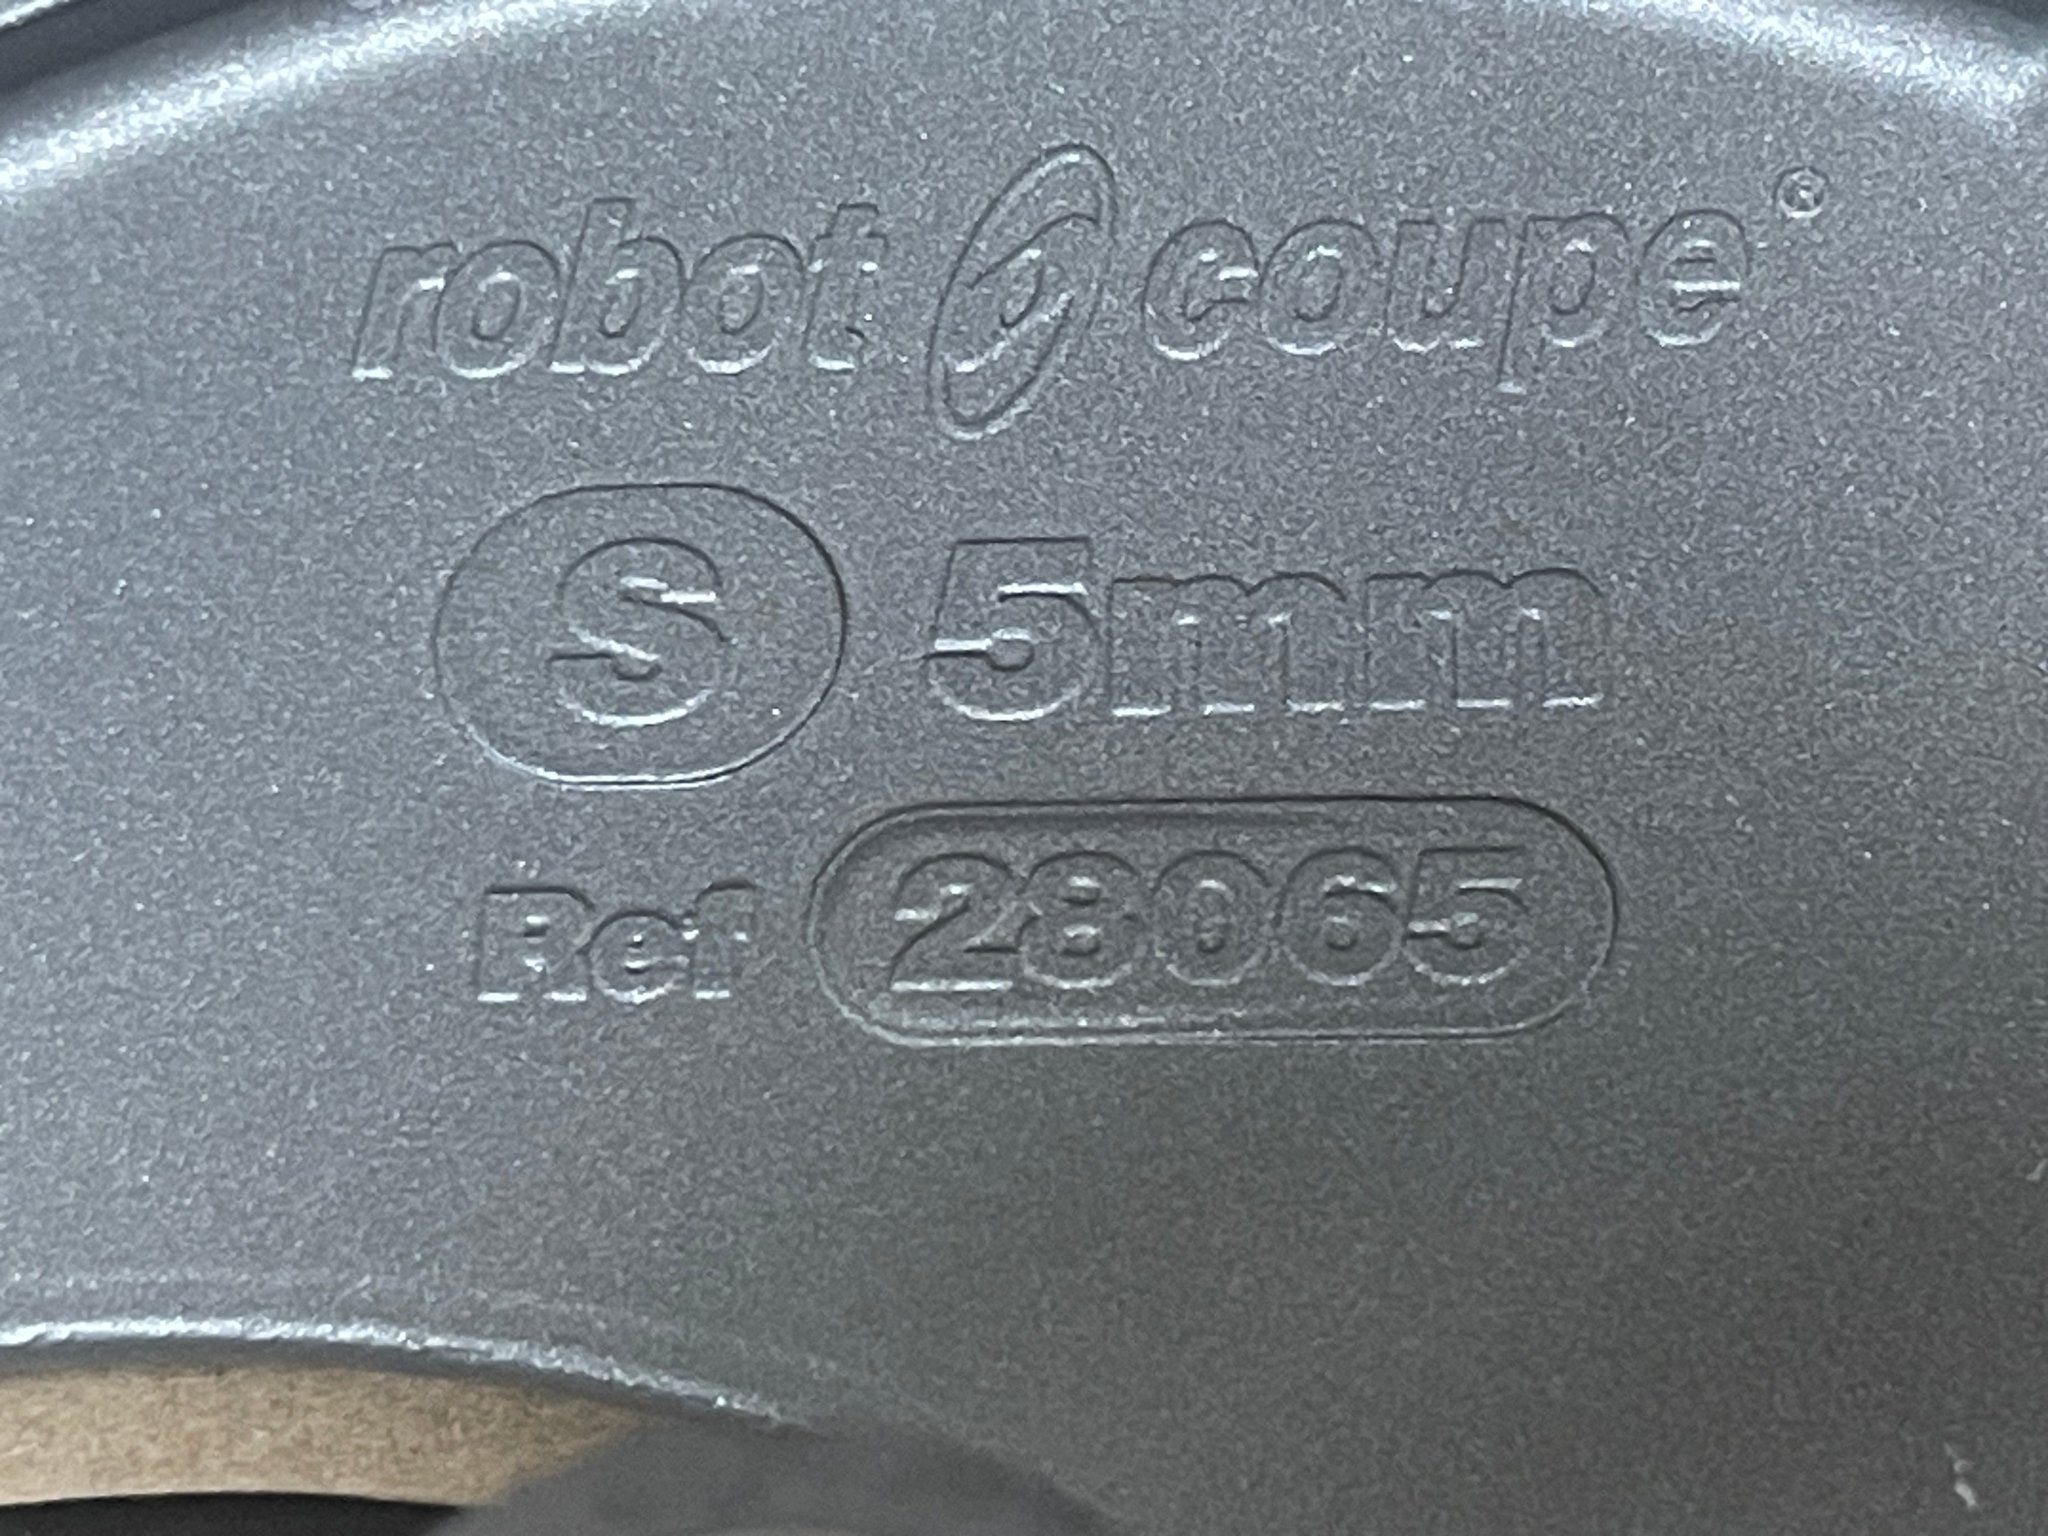 robot coupe®
S 5mm
Ref 28065